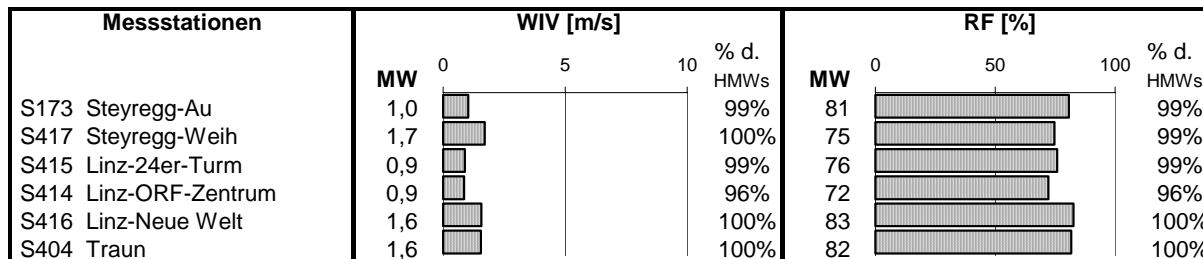 Messstationen WIV [m/s] RF [%]
% d. % d.
MW 0 5 10 HMWs MW 0 50 100 HMWs
S173 Steyregg-Au 1,0 99% 81 99%
S417 Steyregg-Weih 1,7 100% 75 99%
S415 Linz-24er-Turm 0,9 99% 76 99%
S414 Linz-ORF-Zentrum 0,9 96% 72 96%
S416 Linz-Neue Welt 1,6 100% 83 100%
S404 Traun 1,6 100% 82 100%